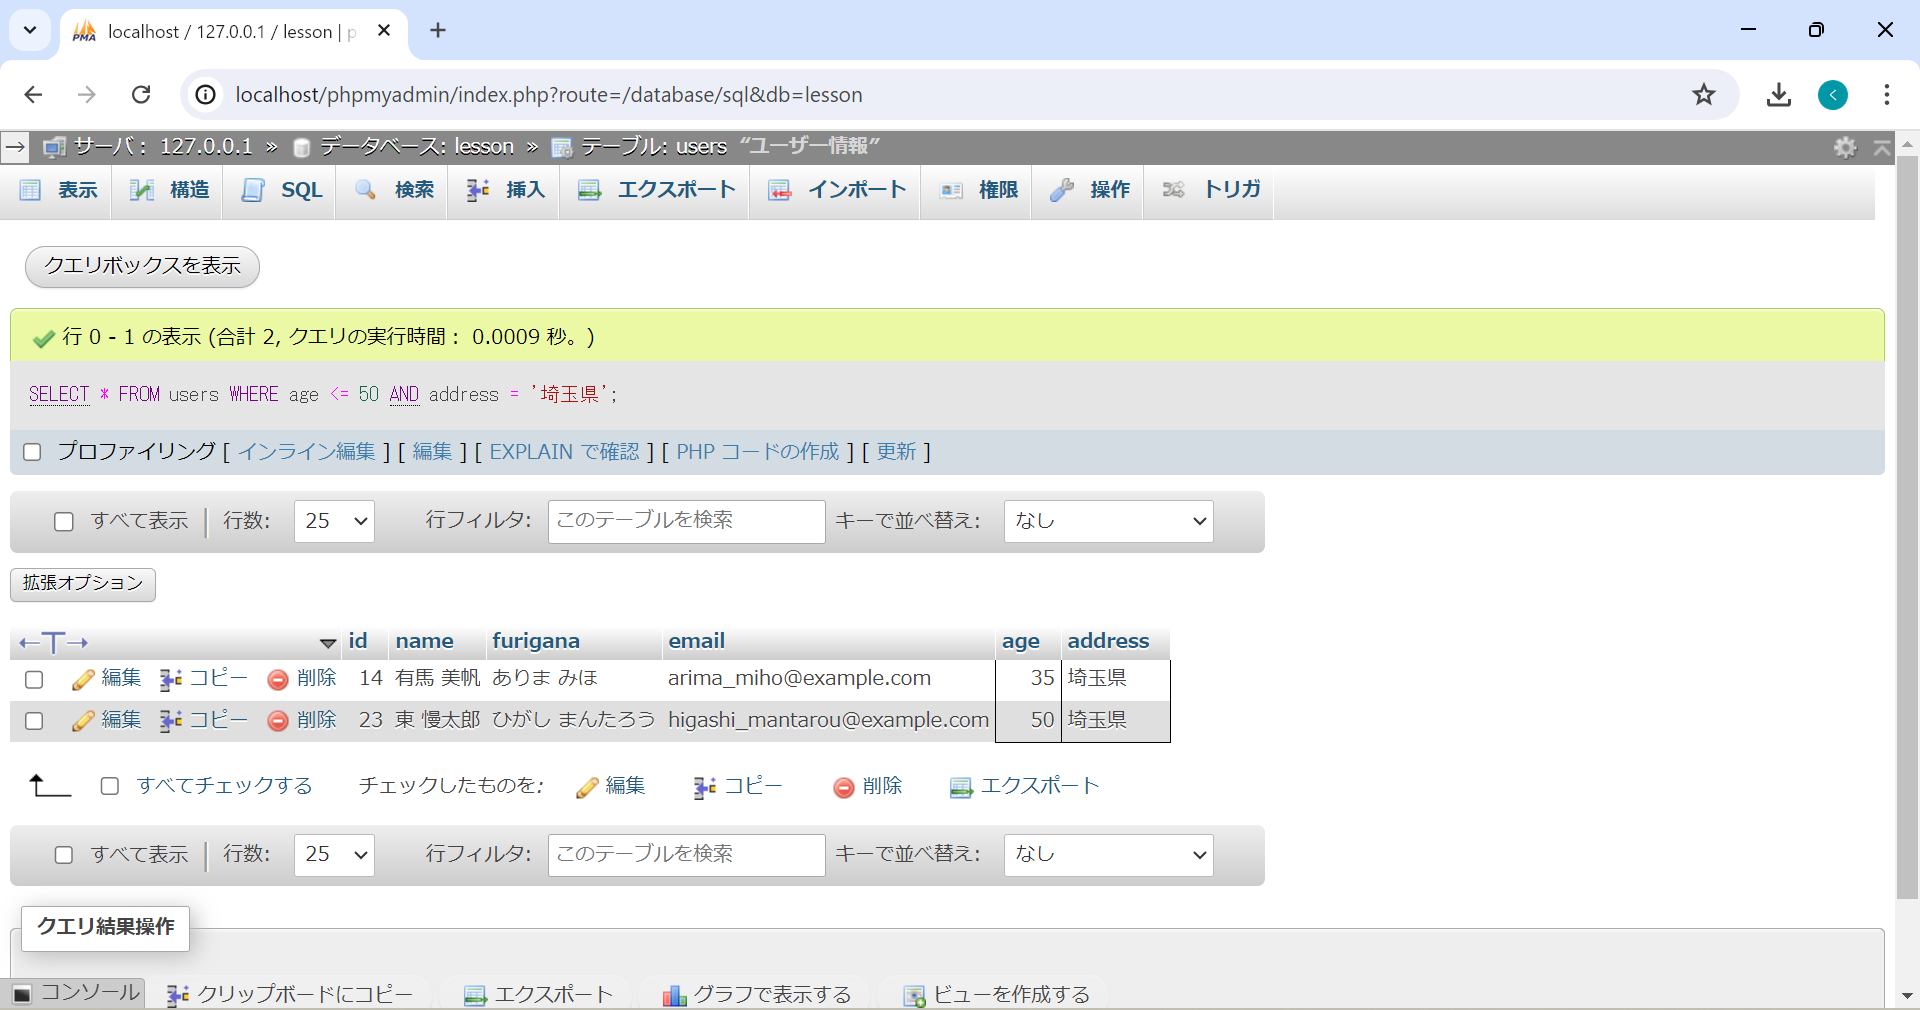 localhost / 127.0.0.1 / lesson | p
localhost/phpmyadmin/index.php?route=/database/sql&db=lesson
サーバ: 127.0.0.1 » データベース: lesson » テーブル: users “ユーザー情報”
表示 構造 SQL 検索 挿入 エクスポート インポート 権限 操作 トリガ
クエリボックスを表示
行 0 - 1 の表示 (合計 2, クエリの実行時間： 0.0009 秒。)
SELECT * FROM users WHERE age <= 50 AND address = '埼玉県';
プロファイリング [ インライン編集 ] [ 編集 ] [ EXPLAIN で確認 ] [ PHP コードの作成 ] [ 更新 ]
すべて表示 行数: 25 行フィルタ: このテーブルを検索 キーで並べ替え: なし
拡張オプション
←T→ id name furigana email age address
編集 コピー 削除 14 有馬 美帆 ありま みほ arima_miho@example.com 35 埼玉県
編集 コピー 削除 23 東 慢太郎 ひがし まんたろう higashi_mantarou@example.com 50 埼玉県
すべてチェックする チェックしたものを: 編集 コピー 削除 エクスポート
すべて表示 行数: 25 行フィルタ: このテーブルを検索 キーで並べ替え: なし
クエリ結果操作
コンソール クリップボードにコピー エクスポート グラフで表示する ビューを作成する